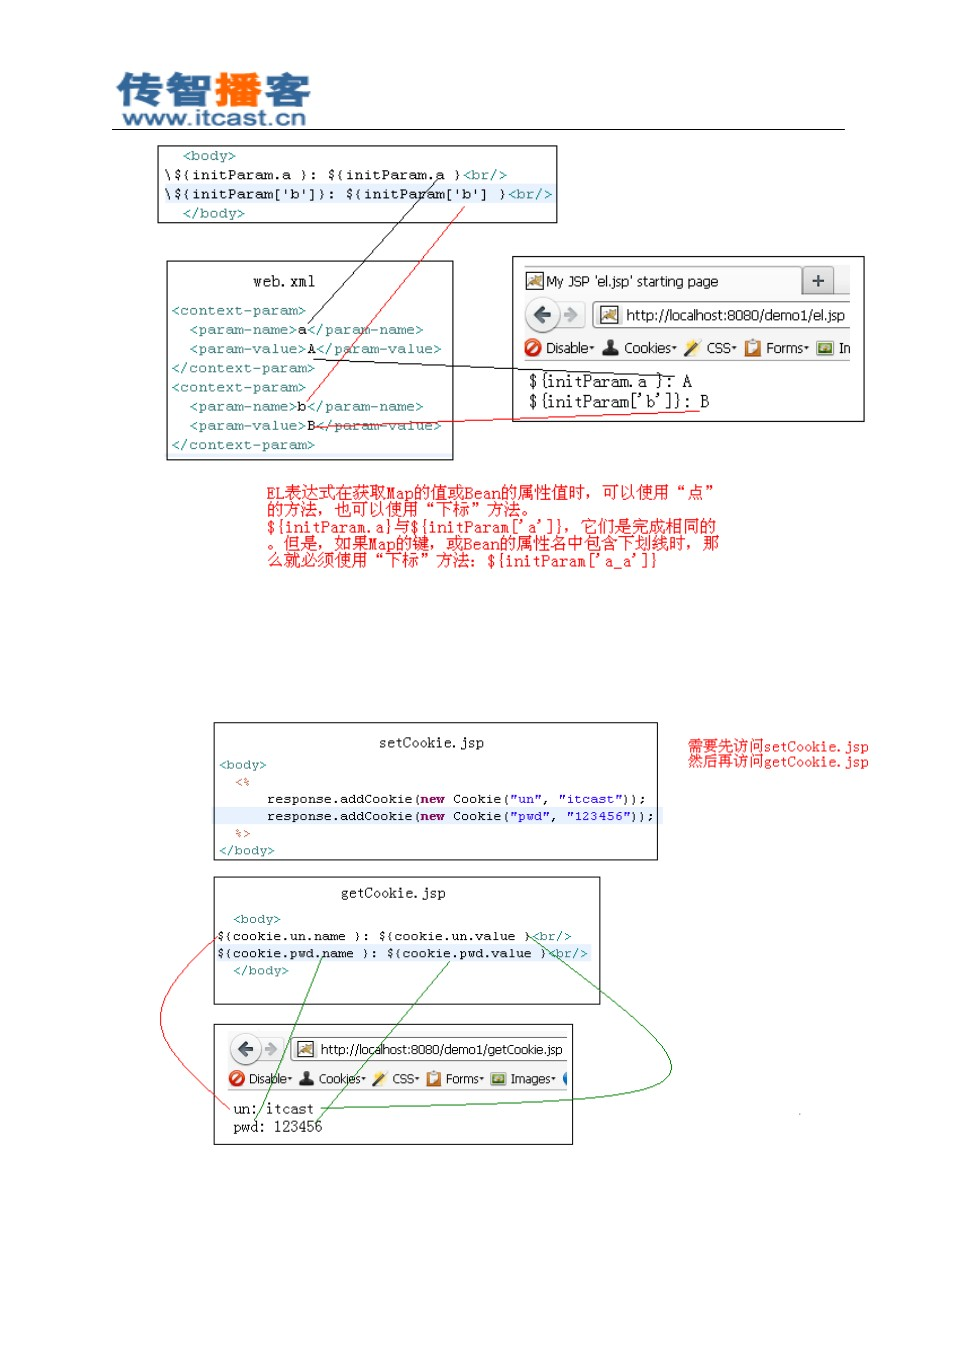 传智播客
www.itcast.cn
<body>
\${initParam.a }: ${initParam.a }<br/>
\${initParam['b']}: ${initParam['b'] }<br/>
</body>
web.xml
<context-param>
<param-name>a</param-name>
<param-value>A</param-value>
</context-param>
<context-param>
<param-name>b</param-name>
<param-value>B</param-value>
</context-param>
My JSP 'el.jsp' starting page
+
http://localhost:8080/demo1/el.jsp
Disable▾ Cookies▾ CSS▾ Forms▾ In
${initParam.a }: A
${initParam['b']}: B
EL表达式在获取Map的值或Bean的属性值时，可以使用“点”
的方法，也可以使用“下标”方法。
${initParam.a}与${initParam['a']}，它们是完成相同的
。但是，如果Map的键，或Bean的属性名中包含下划线时，那
么就必须使用“下标”方法：${initParam['a_a']}
setCookie.jsp
<body>
<%
response.addCookie(new Cookie("un", "itcast"));
response.addCookie(new Cookie("pwd", "123456"));
%>
</body>
需要先访问setCookie.jsp
然后再访问getCookie.jsp
getCookie.jsp
<body>
${cookie.un.name }: ${cookie.un.value }<br/>
${cookie.pwd.name }: ${cookie.pwd.value }<br/>
</body>
http://localhost:8080/demo1/getCookie.jsp
Disable▾ Cookies▾ CSS▾ Forms▾ Images▾
un: itcast
pwd: 123456